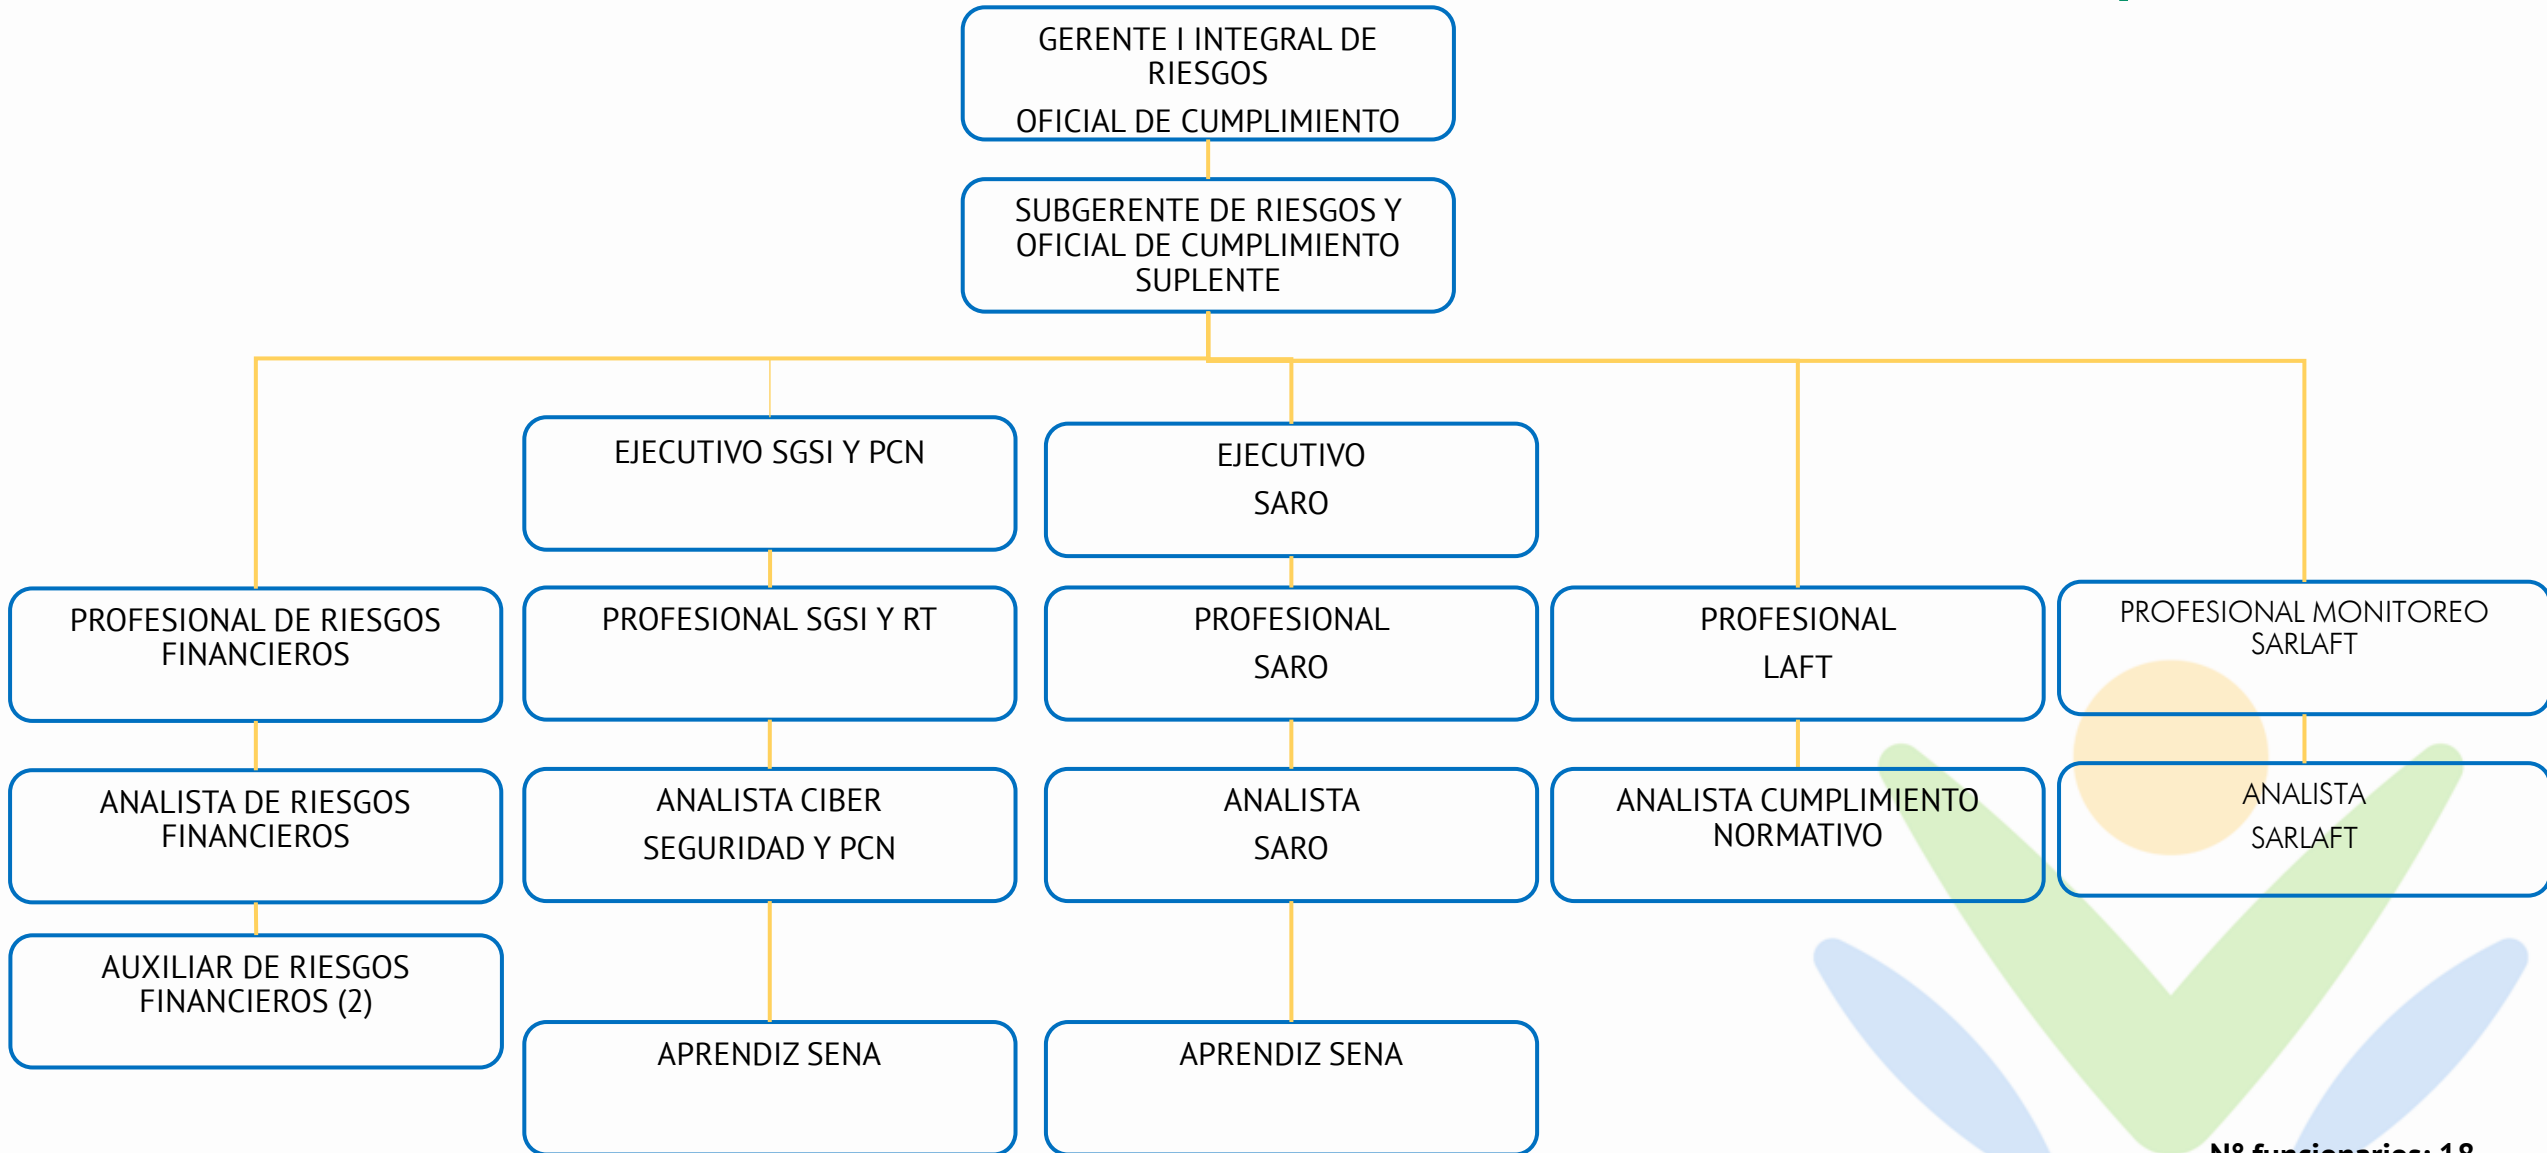 GERENTE I INTEGRAL DE
RIESGOS
OFICIAL DE CUMPLIMIENTO
SUBGERENTE DE RIESGOS Y
OFICIAL DE CUMPLIMIENTO
SUPLENTE
EJECUTIVO SGSI Y PCN
EJECUTIVO
SARO
PROFESIONAL DE RIESGOS
FINANCIEROS
PROFESIONAL SGSI Y RT
PROFESIONAL
SARO
PROFESIONAL
LAFT
PROFESIONAL MONITOREO
SARLAFT
ANALISTA DE RIESGOS
FINANCIEROS
ANALISTA CIBER
SEGURIDAD Y PCN
ANALISTA
SARO
ANALISTA CUMPLIMIENTO
NORMATIVO
ANALISTA
SARLAFT
AUXILIAR DE RIESGOS
FINANCIEROS (2)
APRENDIZ SENA
APRENDIZ SENA
Nº funcionarios: 18